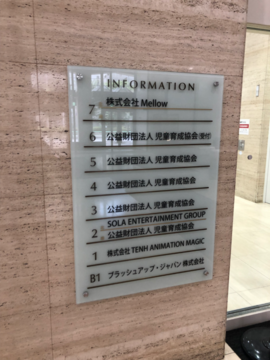 INFORMATION
7 株式会社 Mellow
6 公益財団法人 児童育成協会(受付)
5 公益財団法人 児童育成協会
4 公益財団法人 児童育成協会
3 公益財団法人 児童育成協会
SOLA ENTERTAINMENT GROUP
2 公益財団法人 児童育成協会
1 株式会社 TENH ANIMATION MAGIC
B1 ブラッシュアップ・ジャパン 株式会社